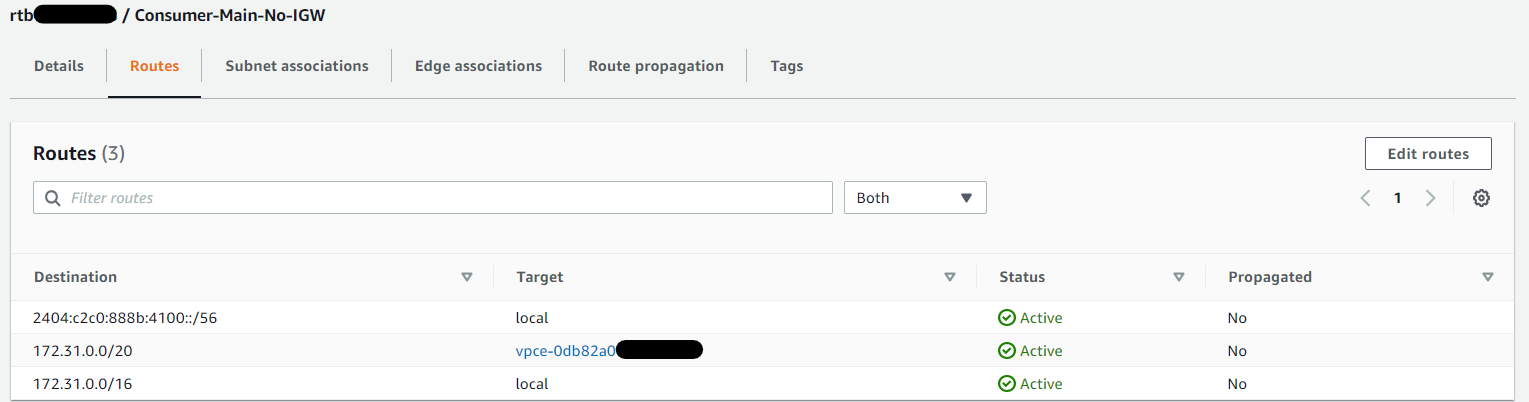 rtb / Consumer-Main-No-IGW
Details Routes Subnet associations Edge associations Route propagation Tags
Routes (3) Edit routes
Filter routes Both 1
Destination Target Status Propagated
2404:c2c0:888b:4100::/56 local Active No
172.31.0.0/20 vpce-0db82a0 Active No
172.31.0.0/16 local Active No